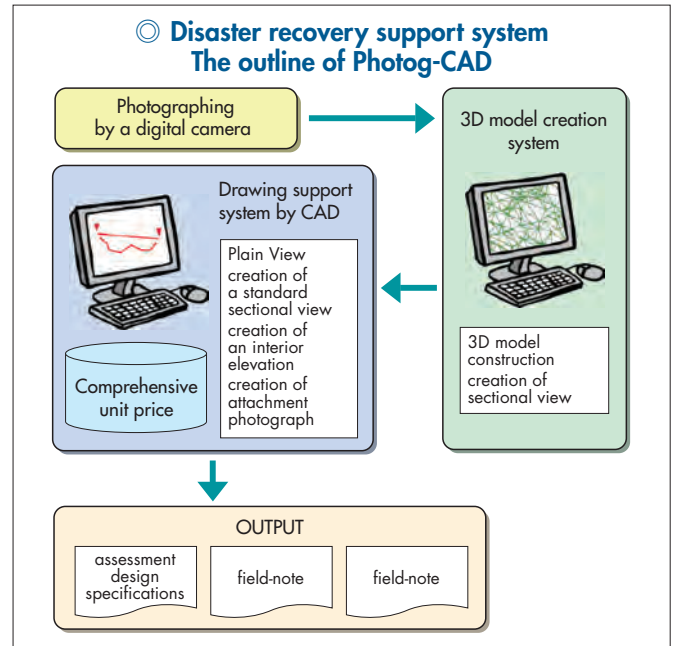 ◎ Disaster recovery support system
The outline of Photog-CAD
Photographing
by a digital camera
3D model creation
system
3D model
construction
creation of
sectional view
Drawing support
system by CAD
Plain View
creation of
a standard
sectional view
creation of
an interior
elevation
creation of
attachment
photograph
Comprehensive
unit price
OUTPUT
assessment
design
specifications
field-note
field-note